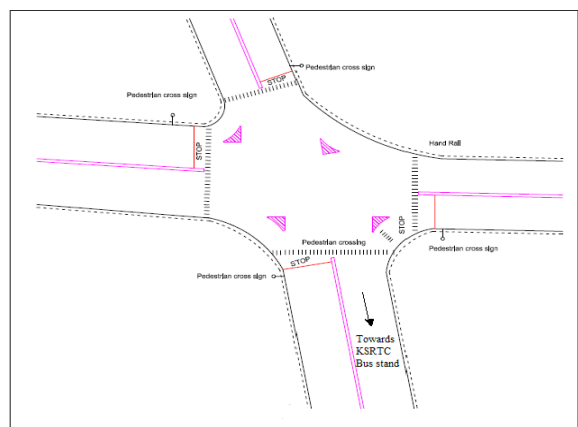 Pedestrian cross sign
STOP
Pedestrian cross sign
STOP
Hand Rail
STOP
Pedestrian crossing
Pedestrian cross sign
STOP
Pedestrian cross sign
Towards
KSRTC
Bus stand